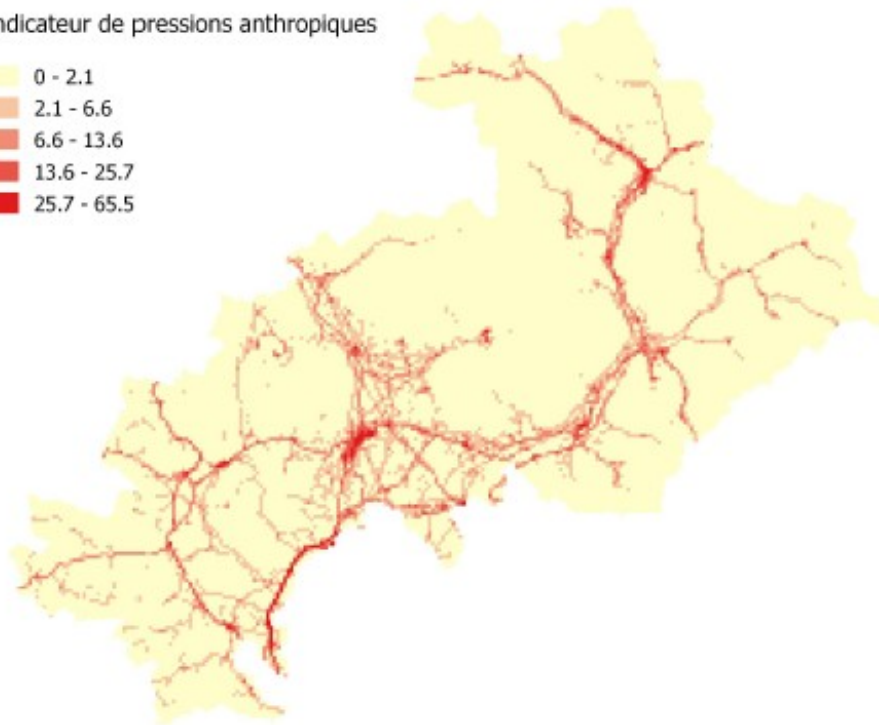 ndicateur de pressions anthropiques
0 - 2.1
2.1 - 6.6
6.6 - 13.6
13.6 - 25.7
25.7 - 65.5